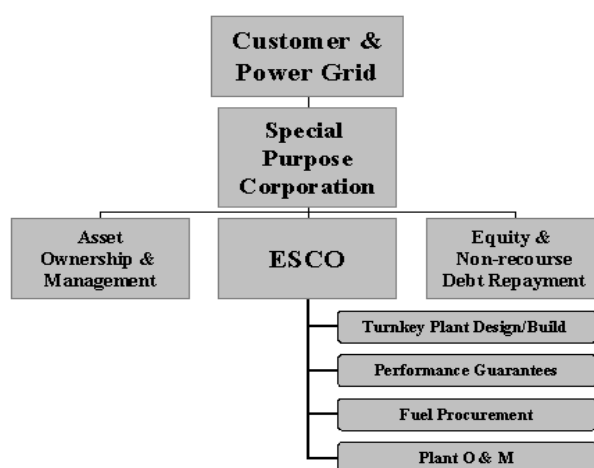 Customer &
Power Grid
Special
Purpose
Corporation
Asset
Ownership &
Management
ESCO
Equity &
Non-recourse
Debt Repayment
Turnkey Plant Design/Build
Performance Guarantees
Fuel Procurement
Plant O & M